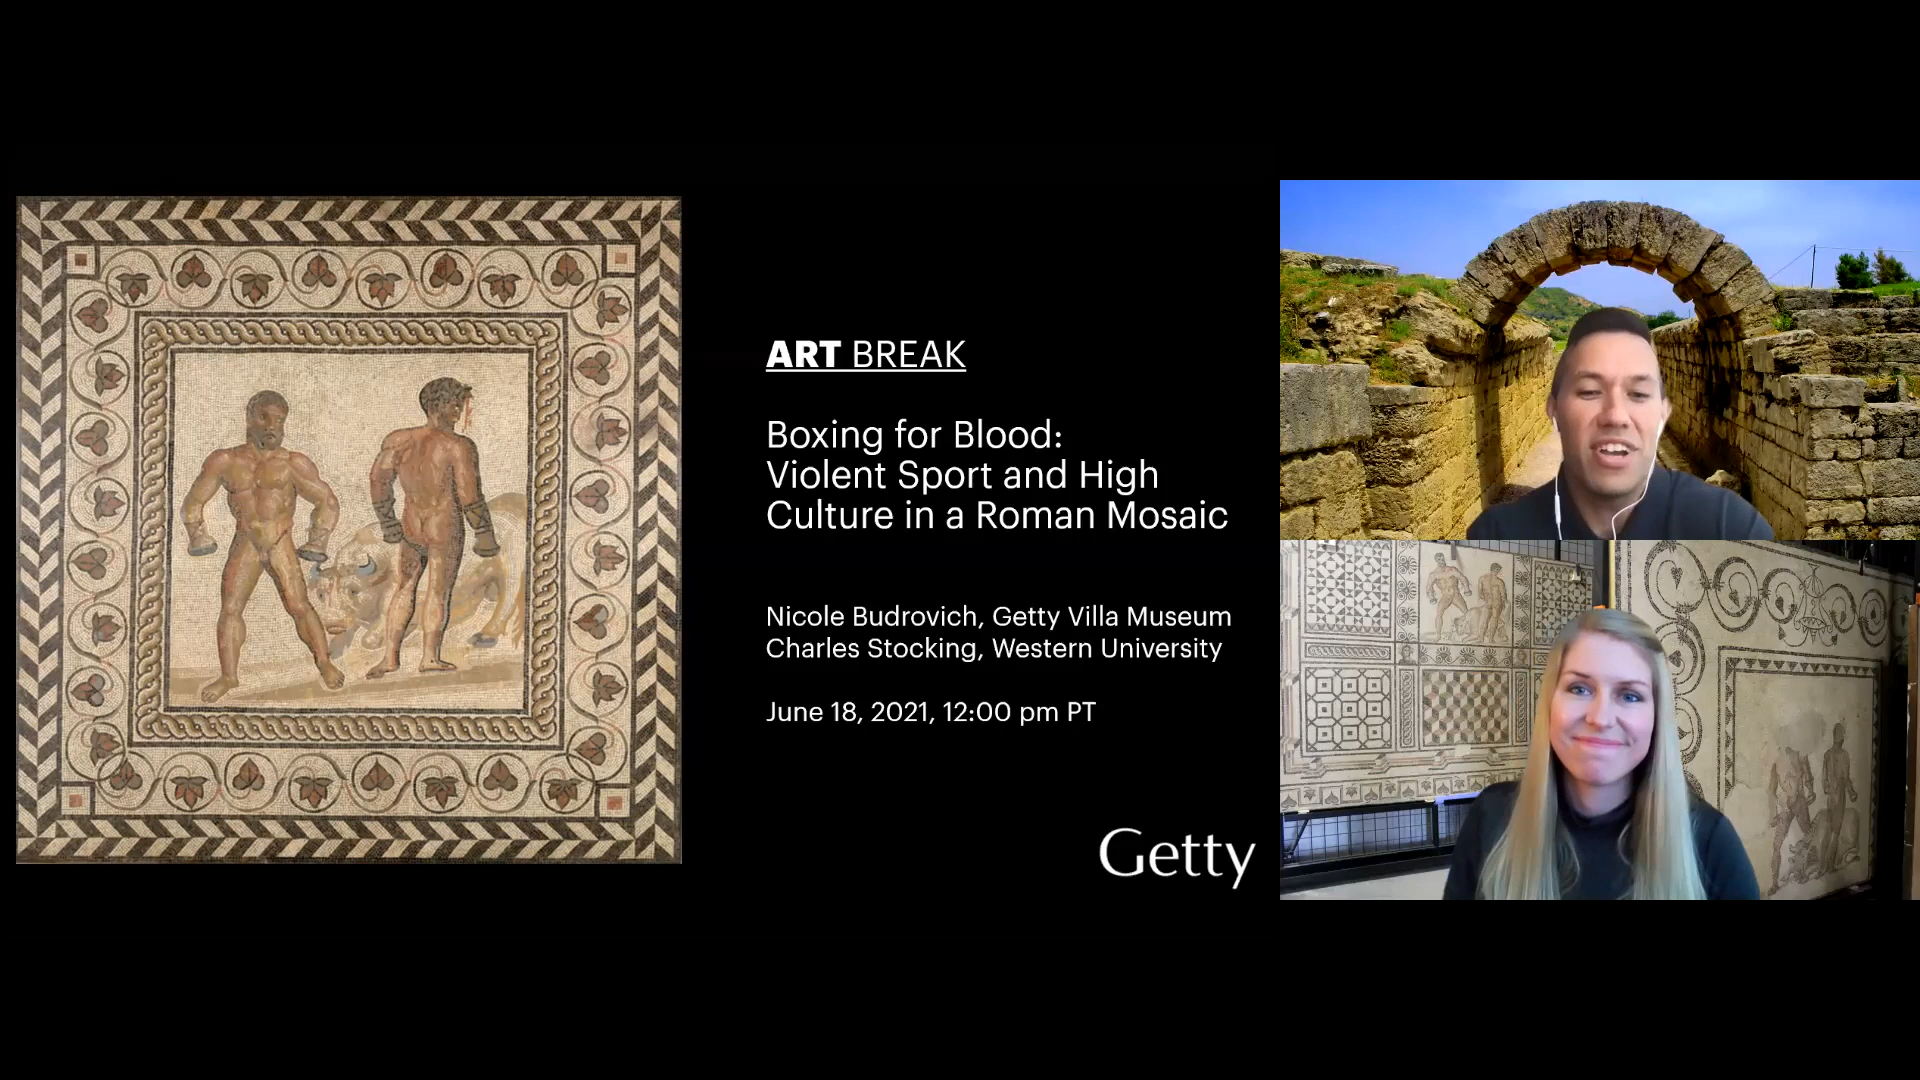 ART BREAK
Boxing for Blood:
Violent Sport and High
Culture in a Roman Mosaic
Nicole Budrovich, Getty Villa Museum
Charles Stocking, Western University
June 18, 2021, 12:00 pm PT
Getty